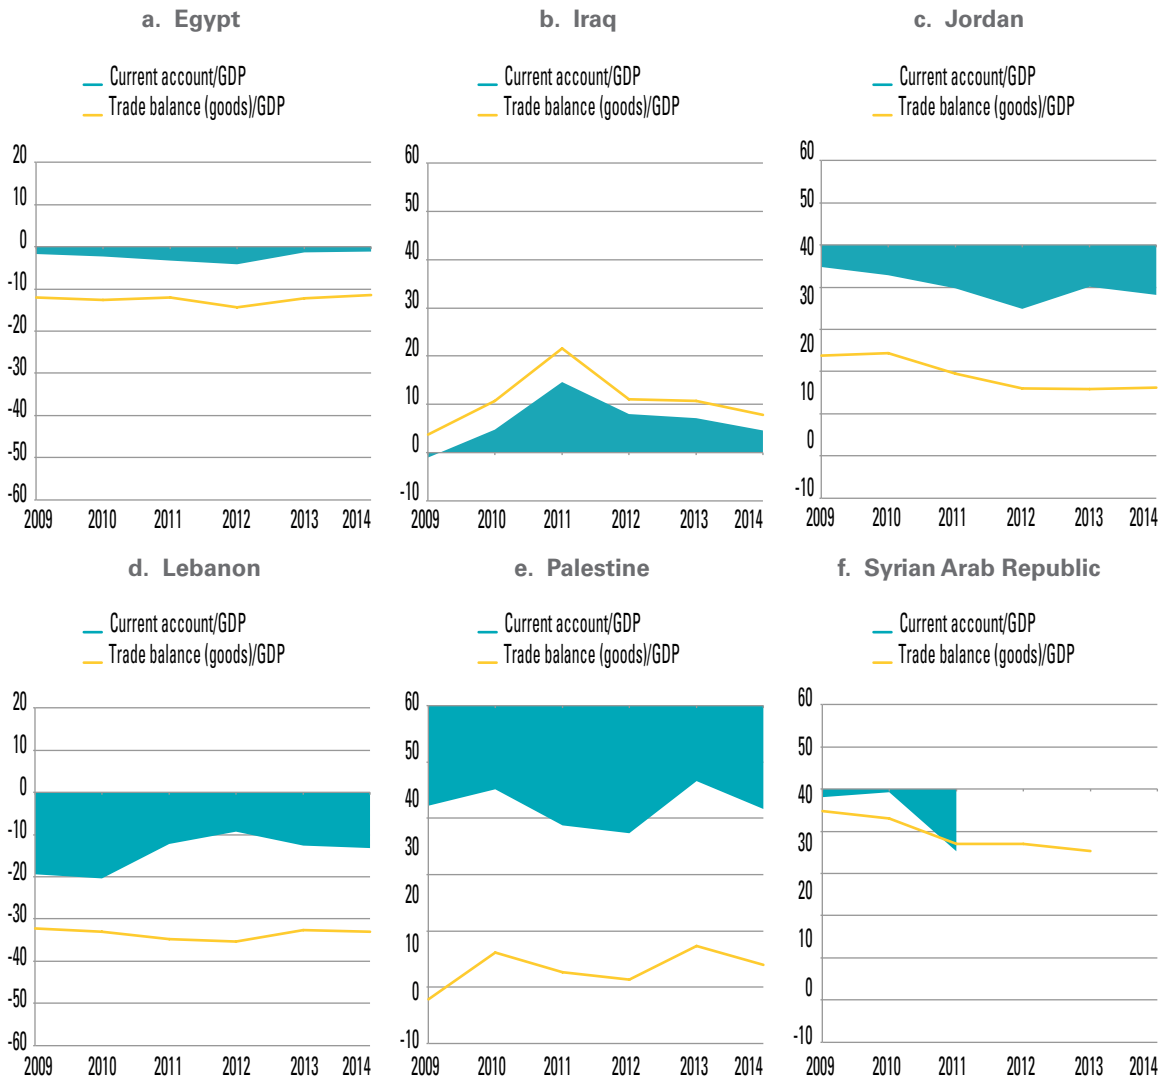 a. Egypt
Current account/GDP
Trade balance (goods)/GDP
20
10
0
-10
-20
-30
-40
-50
-60
2009 2010 2011 2012 2013 2014
b. Iraq
Current account/GDP
Trade balance (goods)/GDP
60
50
40
30
20
10
0
-10
2009 2010 2011 2012 2013 2014
c. Jordan
Current account/GDP
Trade balance (goods)/GDP
60
50
40
30
20
10
0
-10
2009 2010 2011 2012 2013 2014
d. Lebanon
Current account/GDP
Trade balance (goods)/GDP
20
10
0
-10
-20
-30
-40
-50
-60
2009 2010 2011 2012 2013 2014
e. Palestine
Current account/GDP
Trade balance (goods)/GDP
60
50
40
30
20
10
0
-10
2009 2010 2011 2012 2013 2014
f. Syrian Arab Republic
Current account/GDP
Trade balance (goods)/GDP
60
50
40
30
20
10
0
-10
2009 2010 2011 2012 2013 2014